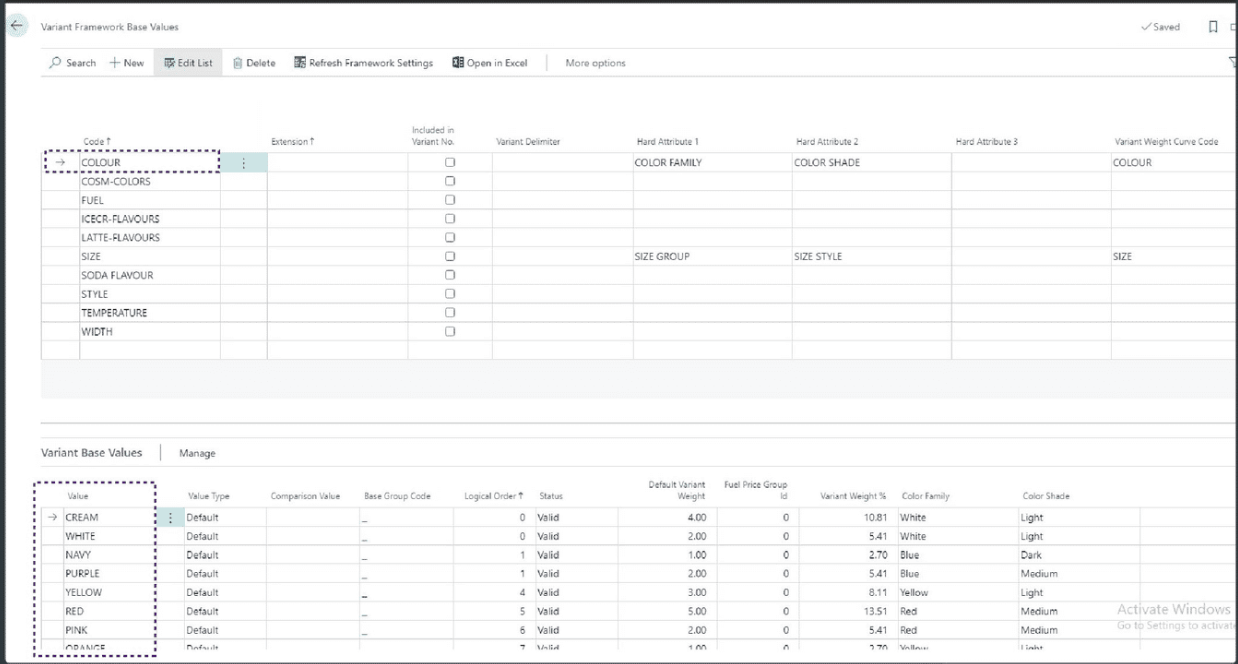 Variant Framework Base Values
Saved
Search New Edit List Delete Refresh Framework Settings Open in Excel More options
Code Extension Included in Variant No. Variant Delimiter Hard Attribute 1 Hard Attribute 2 Hard Attribute 3 Variant Weight Curve Code
COLOUR COLOR FAMILY COLOR SHADE COLOUR
COSM-COLORS
FUEL
ICECR-FLAVOURS
LATTE-FLAVOURS
SIZE SIZE GROUP SIZE STYLE SIZE
SODA FLAVOUR
STYLE
TEMPERATURE
WIDTH
Variant Base Values Manage
Value Value Type Comparison Value Base Group Code Logical Order Status Default Variant Weight Fuel Price Group Id Variant Weight % Color Family Color Shade
CREAM Default _ 0 Valid 4.00 0 10.81 White Light
WHITE Default _ 0 Valid 2.00 0 5.41 White Light
NAVY Default _ 1 Valid 1.00 0 2.70 Blue Dark
PURPLE Default _ 1 Valid 2.00 0 5.41 Blue Medium
YELLOW Default _ 4 Valid 3.00 0 8.11 Yellow Light
RED Default _ 5 Valid 5.00 0 13.51 Red Medium
PINK Default _ 6 Valid 2.00 0 5.41 Red Medium
ORANGE Default 7 Valid 1.00 0 2.70 Yellow Light
Activate Windows
Go to Settings to activate